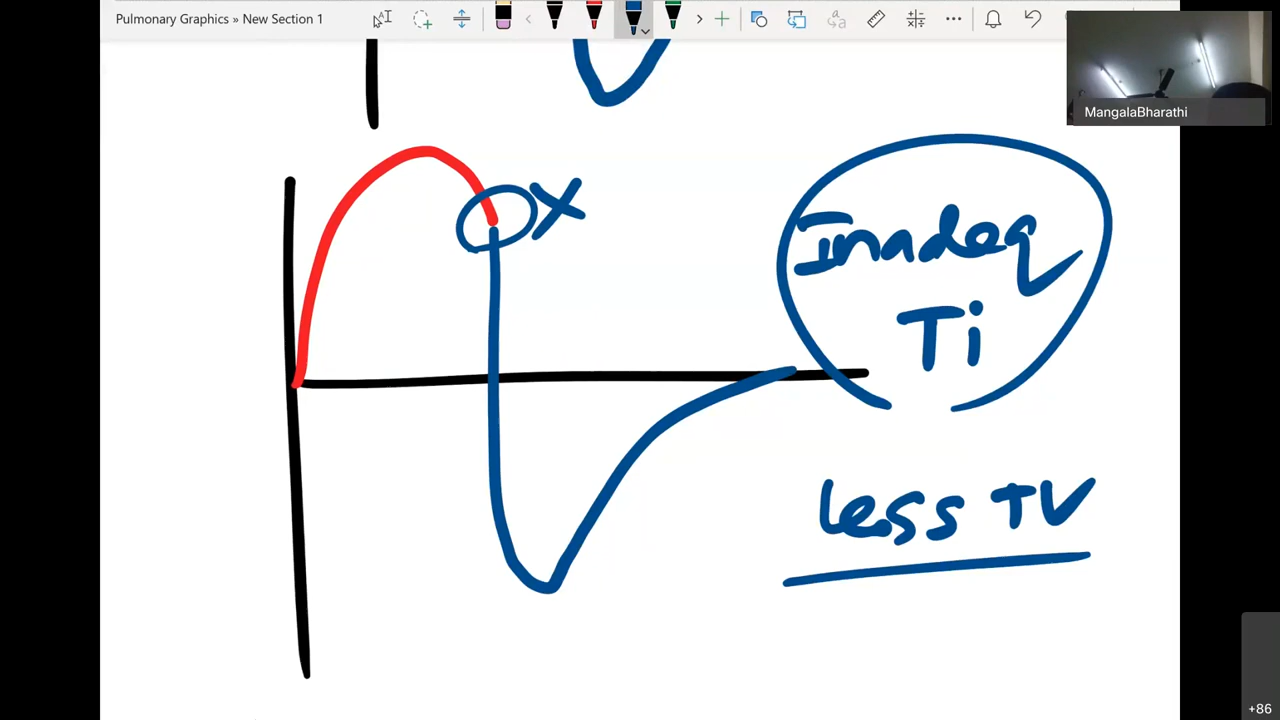 Pulmonary Graphics » New Section 1
MangalaBharathi
X
Inadeq
Ti
Less TV
+86